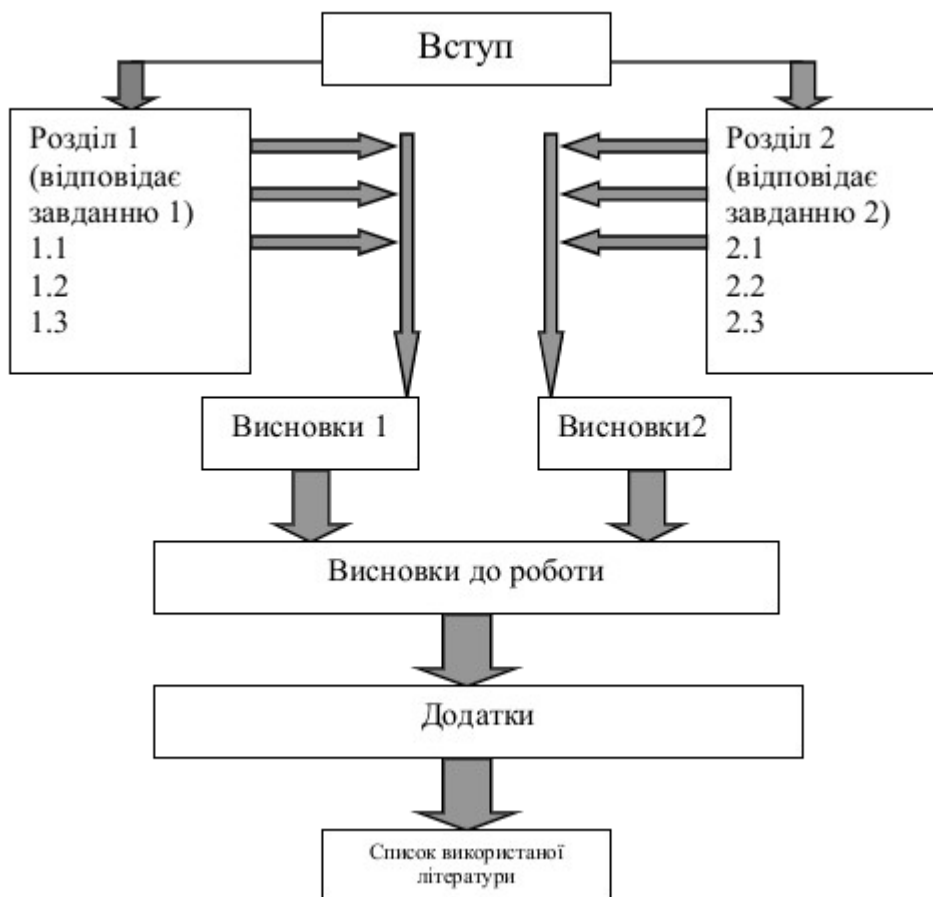 Вступ
Розділ 1
(відповідає
завданню 1)
1.1
1.2
1.3
Розділ 2
(відповідає
завданню 2)
2.1
2.2
2.3
Висновки 1
Висновки2
Висновки до роботи
Додатки
Список використаної
літератури